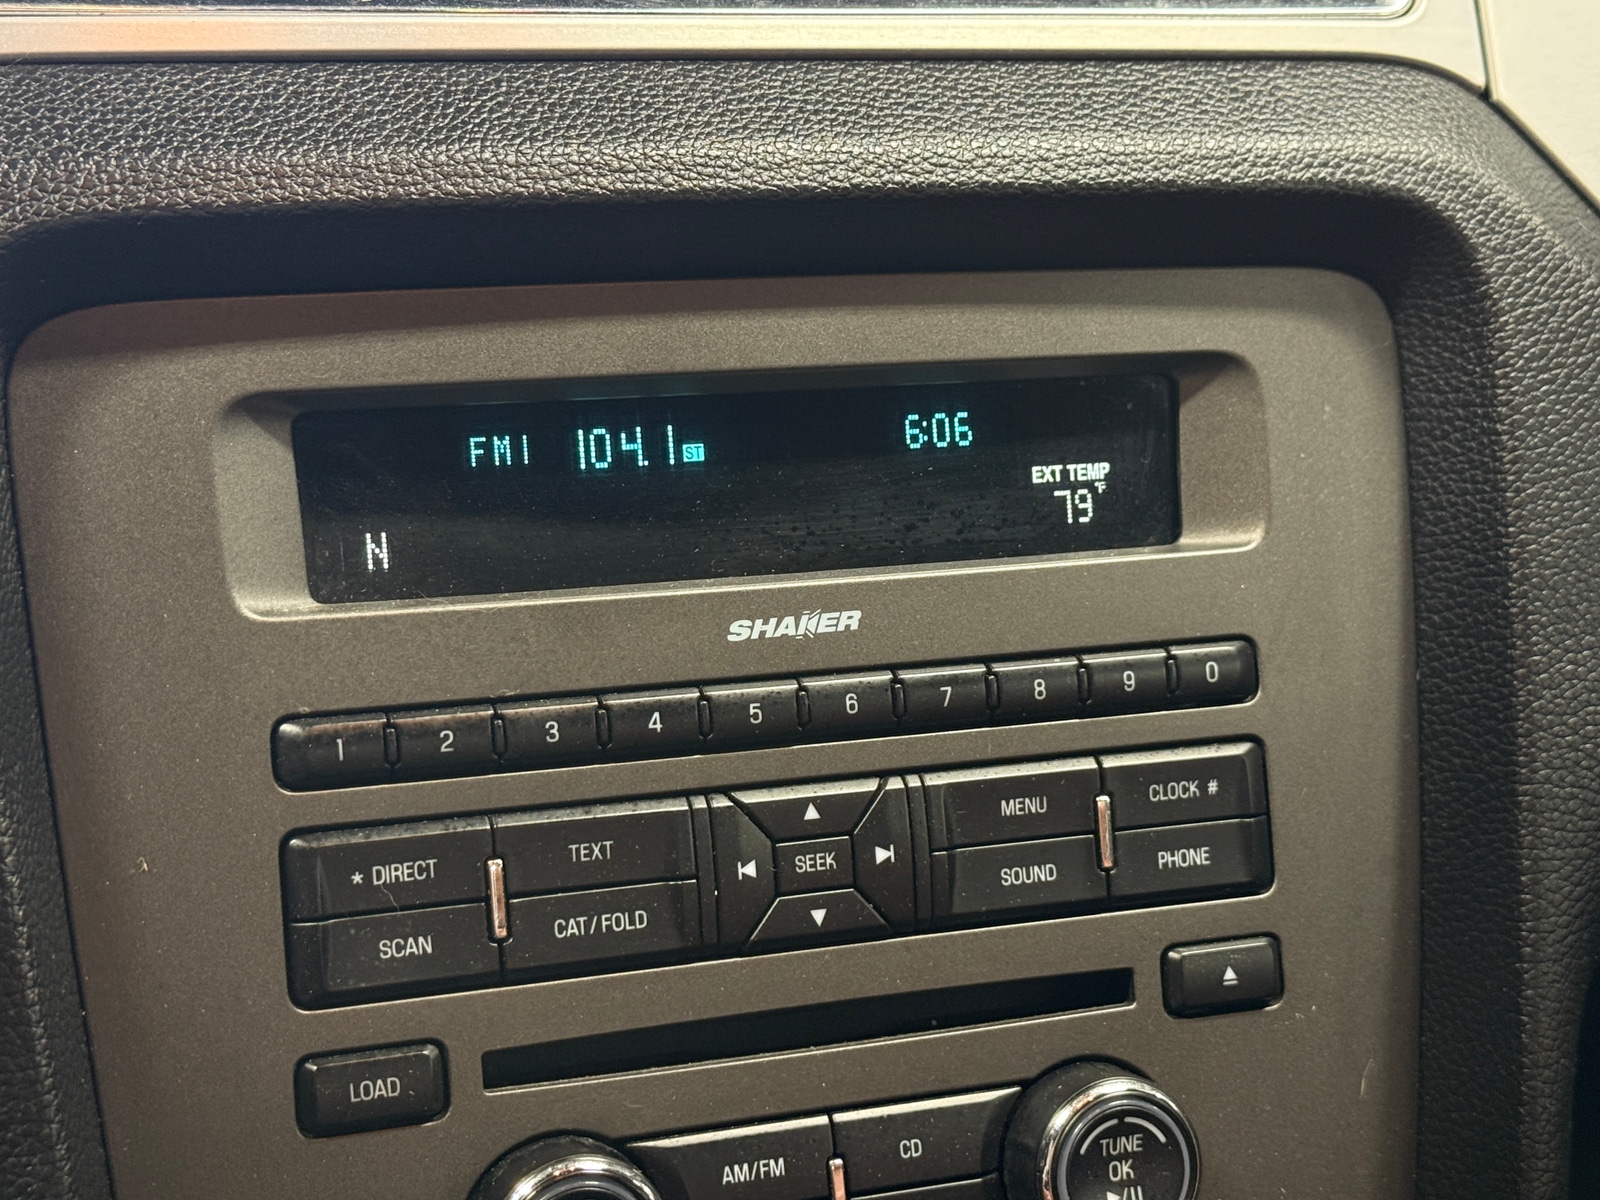 FM1 104.1 ST 6:06
EXT TEMP
79°F
N
SHAKER
1 2 3 4 5 6 7 8 9 0
* DIRECT TEXT SEEK MENU CLOCK #
SCAN CAT/FOLD SOUND PHONE
LOAD
AM/FM CD TUNE
OK